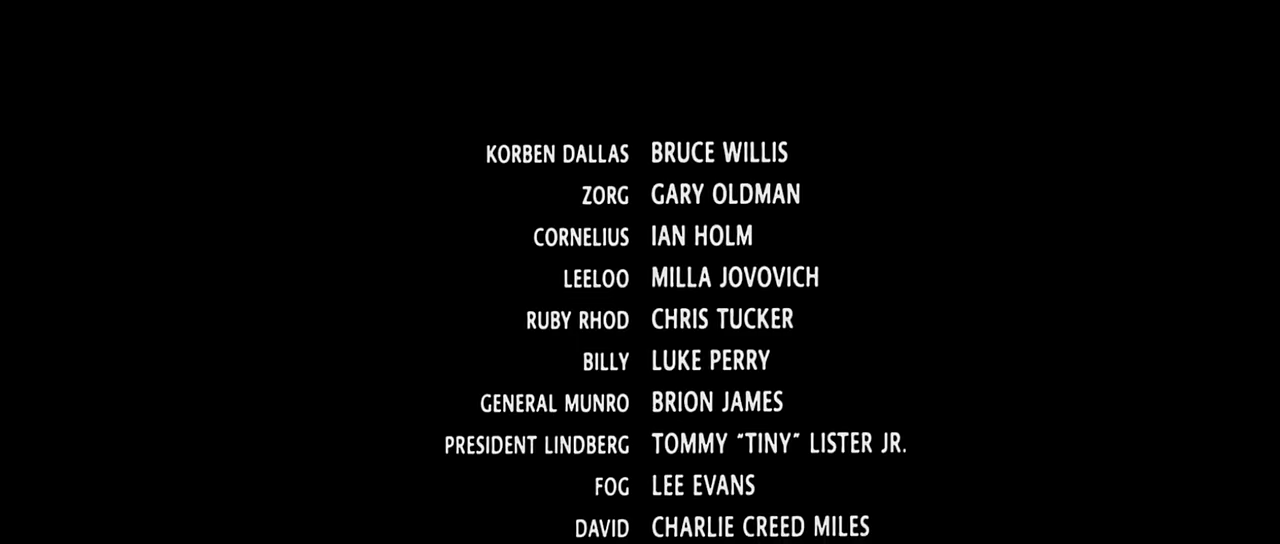 KORBEN DALLAS BRUCE WILLIS
ZORG GARY OLDMAN
CORNELIUS IAN HOLM
LEELOO MILLA JOVOVICH
RUBY RHOD CHRIS TUCKER
BILLY LUKE PERRY
GENERAL MUNRO BRION JAMES
PRESIDENT LINDBERG TOMMY "TINY" LISTER JR.
FOG LEE EVANS
DAVID CHARLIE CREED MILES